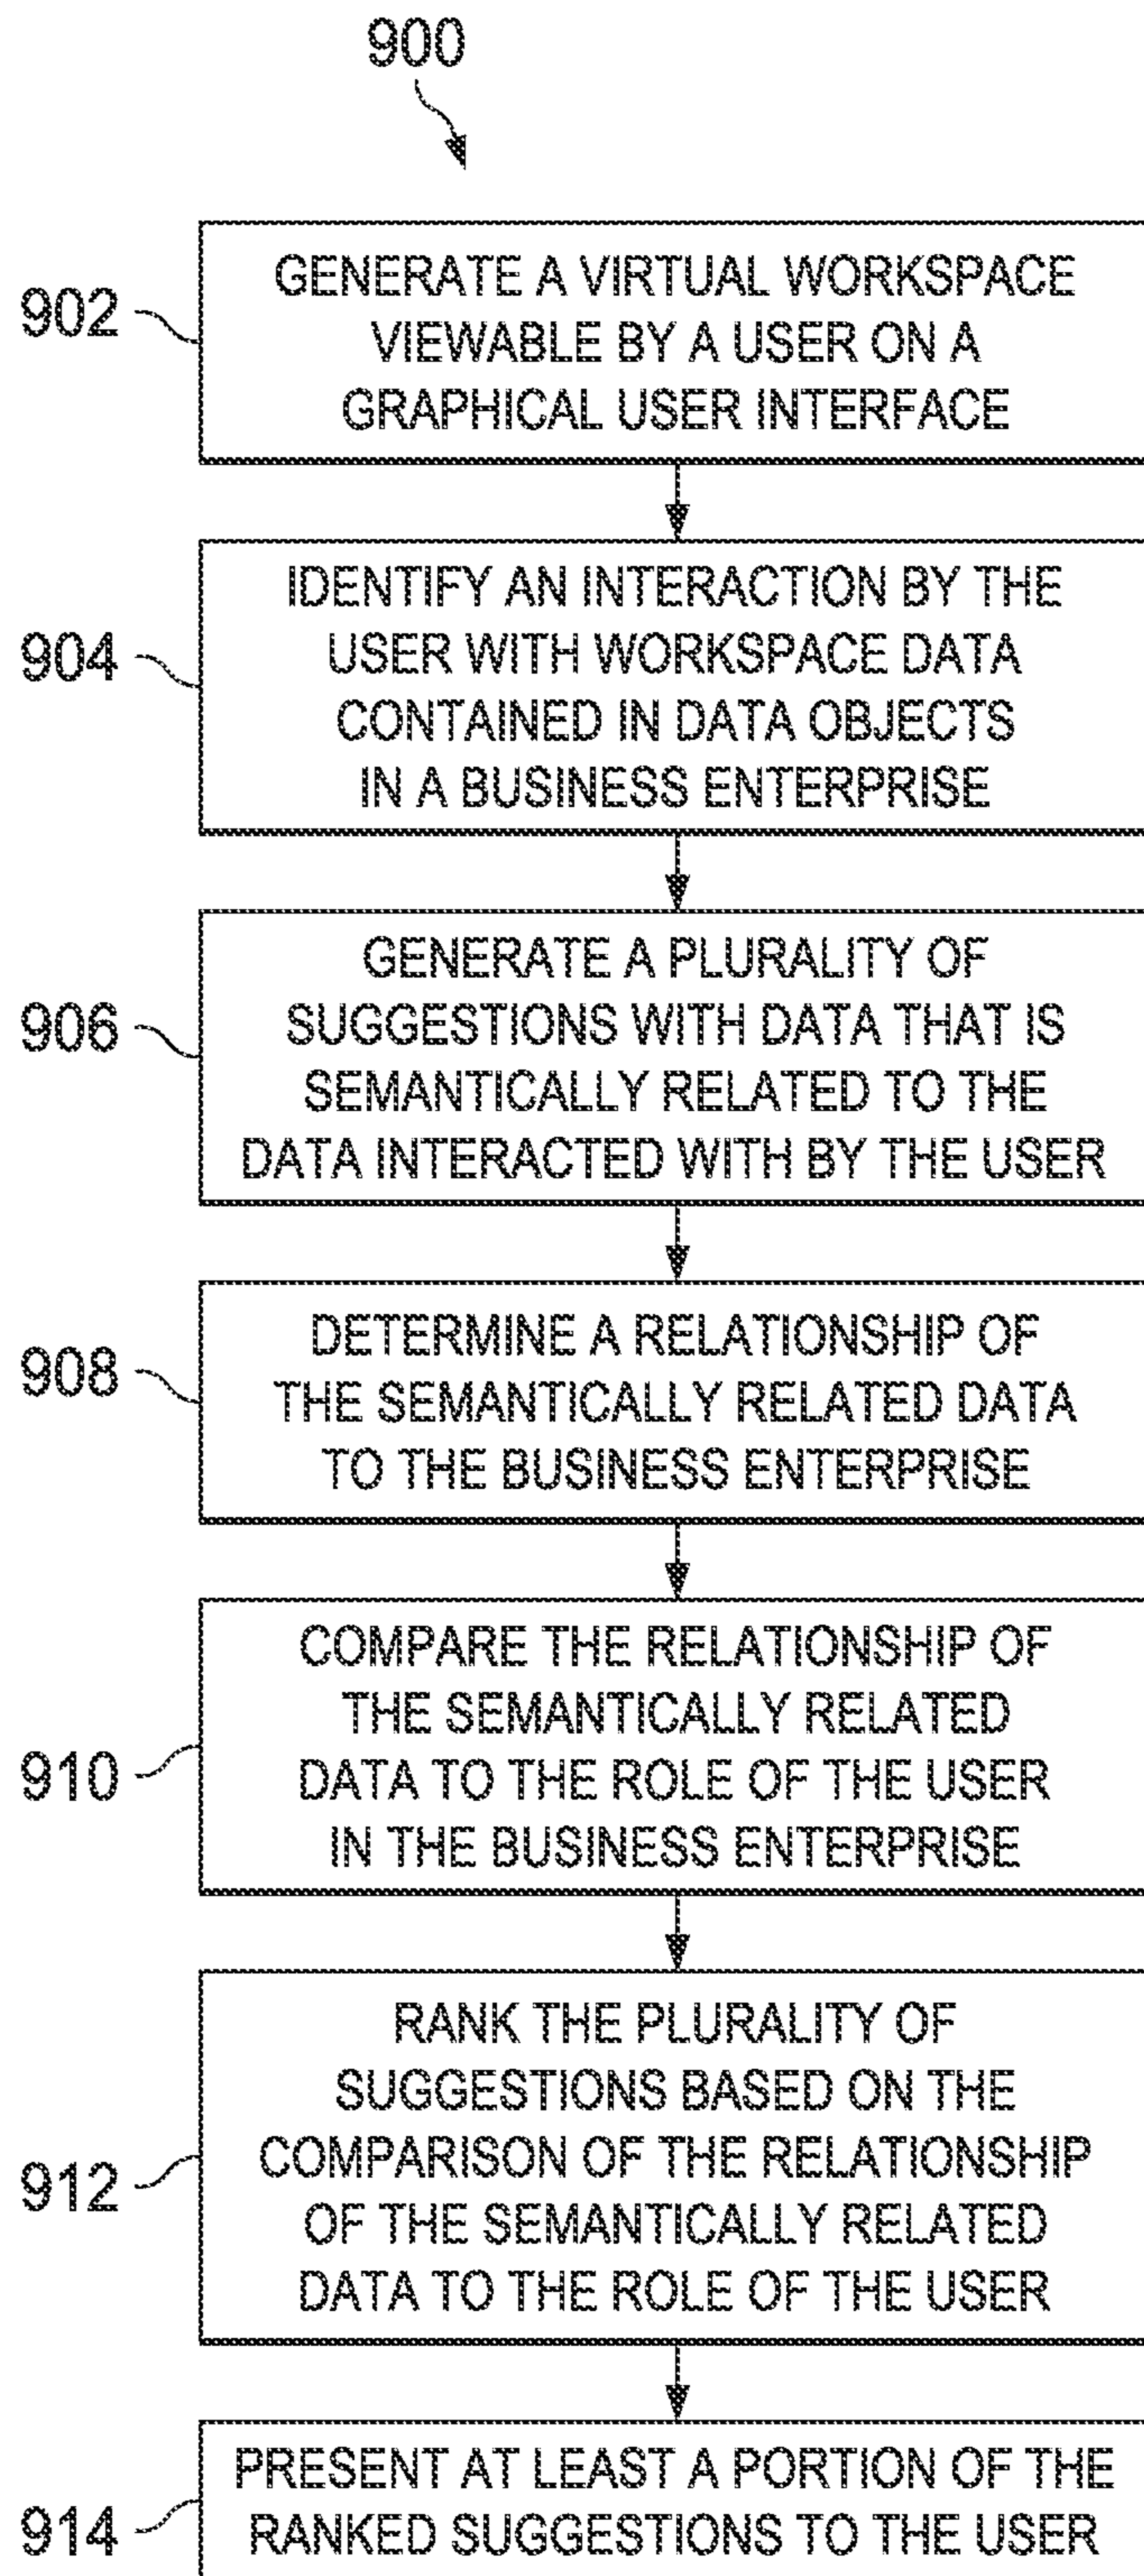 900
902
GENERATE A VIRTUAL WORKSPACE
VIEWABLE BY A USER ON A
GRAPHICAL USER INTERFACE
904
IDENTIFY AN INTERACTION BY THE
USER WITH WORKSPACE DATA
CONTAINED IN DATA OBJECTS
IN A BUSINESS ENTERPRISE
906
GENERATE A PLURALITY OF
SUGGESTIONS WITH DATA THAT IS
SEMANTICALLY RELATED TO THE
DATA INTERACTED WITH BY THE USER
908
DETERMINE A RELATIONSHIP OF
THE SEMANTICALLY RELATED DATA
TO THE BUSINESS ENTERPRISE
910
COMPARE THE RELATIONSHIP OF
THE SEMANTICALLY RELATED
DATA TO THE ROLE OF THE USER
IN THE BUSINESS ENTERPRISE
912
RANK THE PLURALITY OF
SUGGESTIONS BASED ON THE
COMPARISON OF THE RELATIONSHIP
OF THE SEMANTICALLY RELATED
DATA TO THE ROLE OF THE USER
914
PRESENT AT LEAST A PORTION OF THE
RANKED SUGGESTIONS TO THE USER